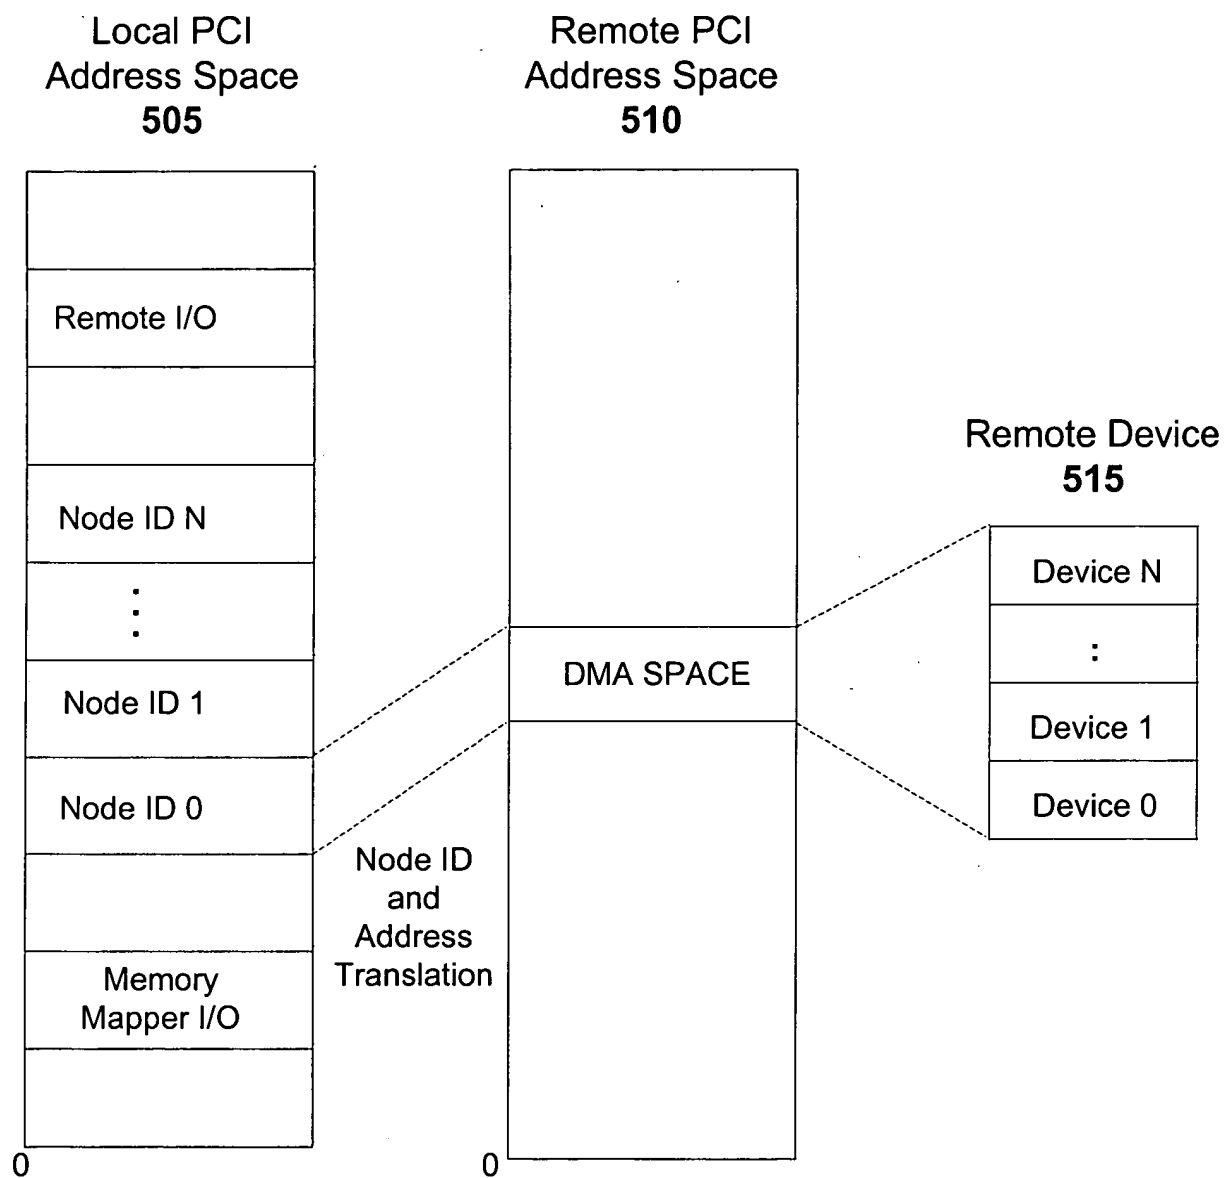 Local PCI
Address Space
505
Remote I/O
Node ID N
⋮
Node ID 1
Node ID 0
Memory
Mapper I/O
0
Node ID
and
Address
Translation
Remote PCI
Address Space
510
DMA SPACE
0
Remote Device
515
Device N
:
Device 1
Device 0